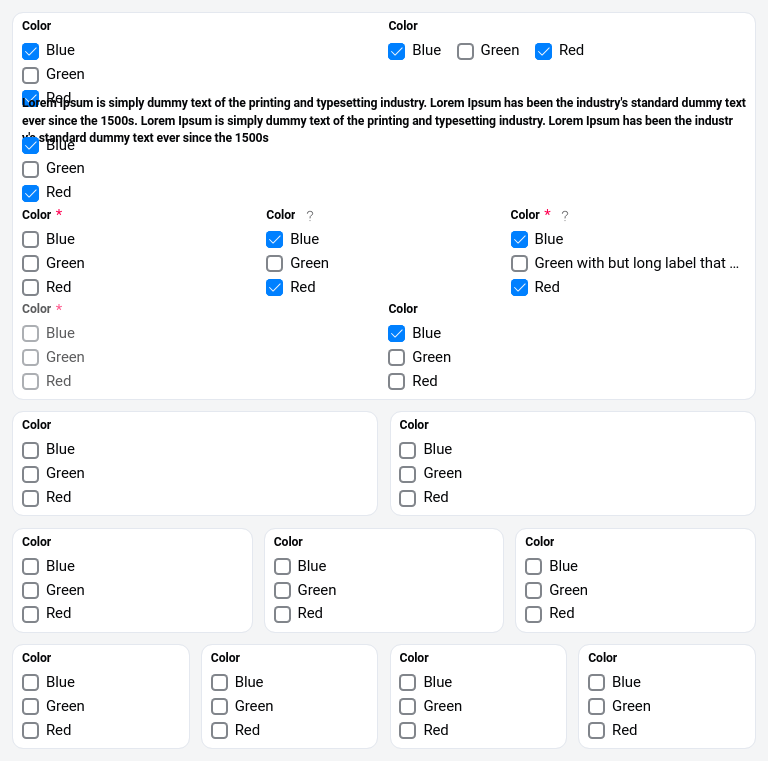 Color
Blue
Green
Red
Color
Blue Green Red
Lorem Ipsum is simply dummy text of the printing and typesetting industry. Lorem Ipsum has been the industry's standard dummy text
ever since the 1500s. Lorem Ipsum is simply dummy text of the printing and typesetting industry. Lorem Ipsum has been the industr
y's standard dummy text ever since the 1500s
Blue
Green
Red
Color *
Blue
Green
Red
Color ?
Blue
Green
Red
Color * ?
Blue
Green with but long label that ...
Red
Color *
Blue
Green
Red
Color
Blue
Green
Red
Color
Blue
Green
Red
Color
Blue
Green
Red
Color
Blue
Green
Red
Color
Blue
Green
Red
Color
Blue
Green
Red
Color
Blue
Green
Red
Color
Blue
Green
Red
Color
Blue
Green
Red
Color
Blue
Green
Red